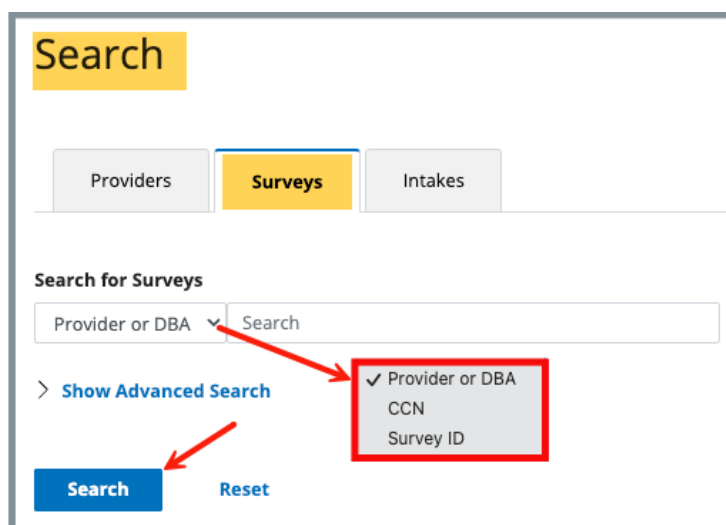 Search
Providers Surveys Intakes
Search for Surveys
Provider or DBA Search
Show Advanced Search
Provider or DBA
CCN
Survey ID
Search Reset